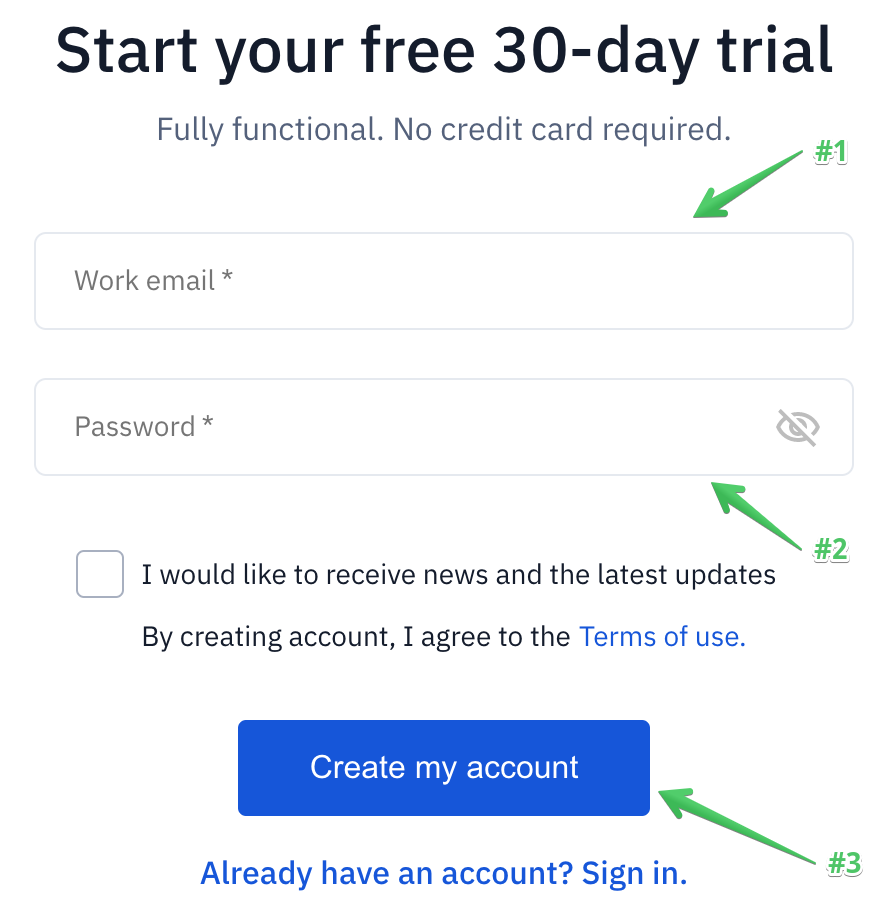 Start your free 30-day trial
Fully functional. No credit card required.
#1
Work email *
Password *
#2
I would like to receive news and the latest updates
By creating account, I agree to the Terms of use.
Create my account
#3
Already have an account? Sign in.